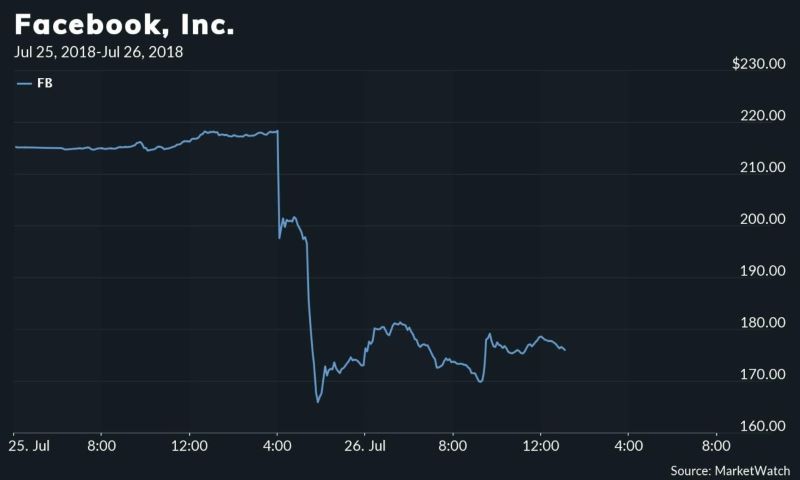 Facebook, Inc.
Jul 25, 2018-Jul 26, 2018
FB
$230.00
220.00
210.00
200.00
190.00
180.00
170.00
160.00
25. Jul 8:00 12:00 4:00 26. Jul 8:00 12:00 4:00 8:00
Source: MarketWatch